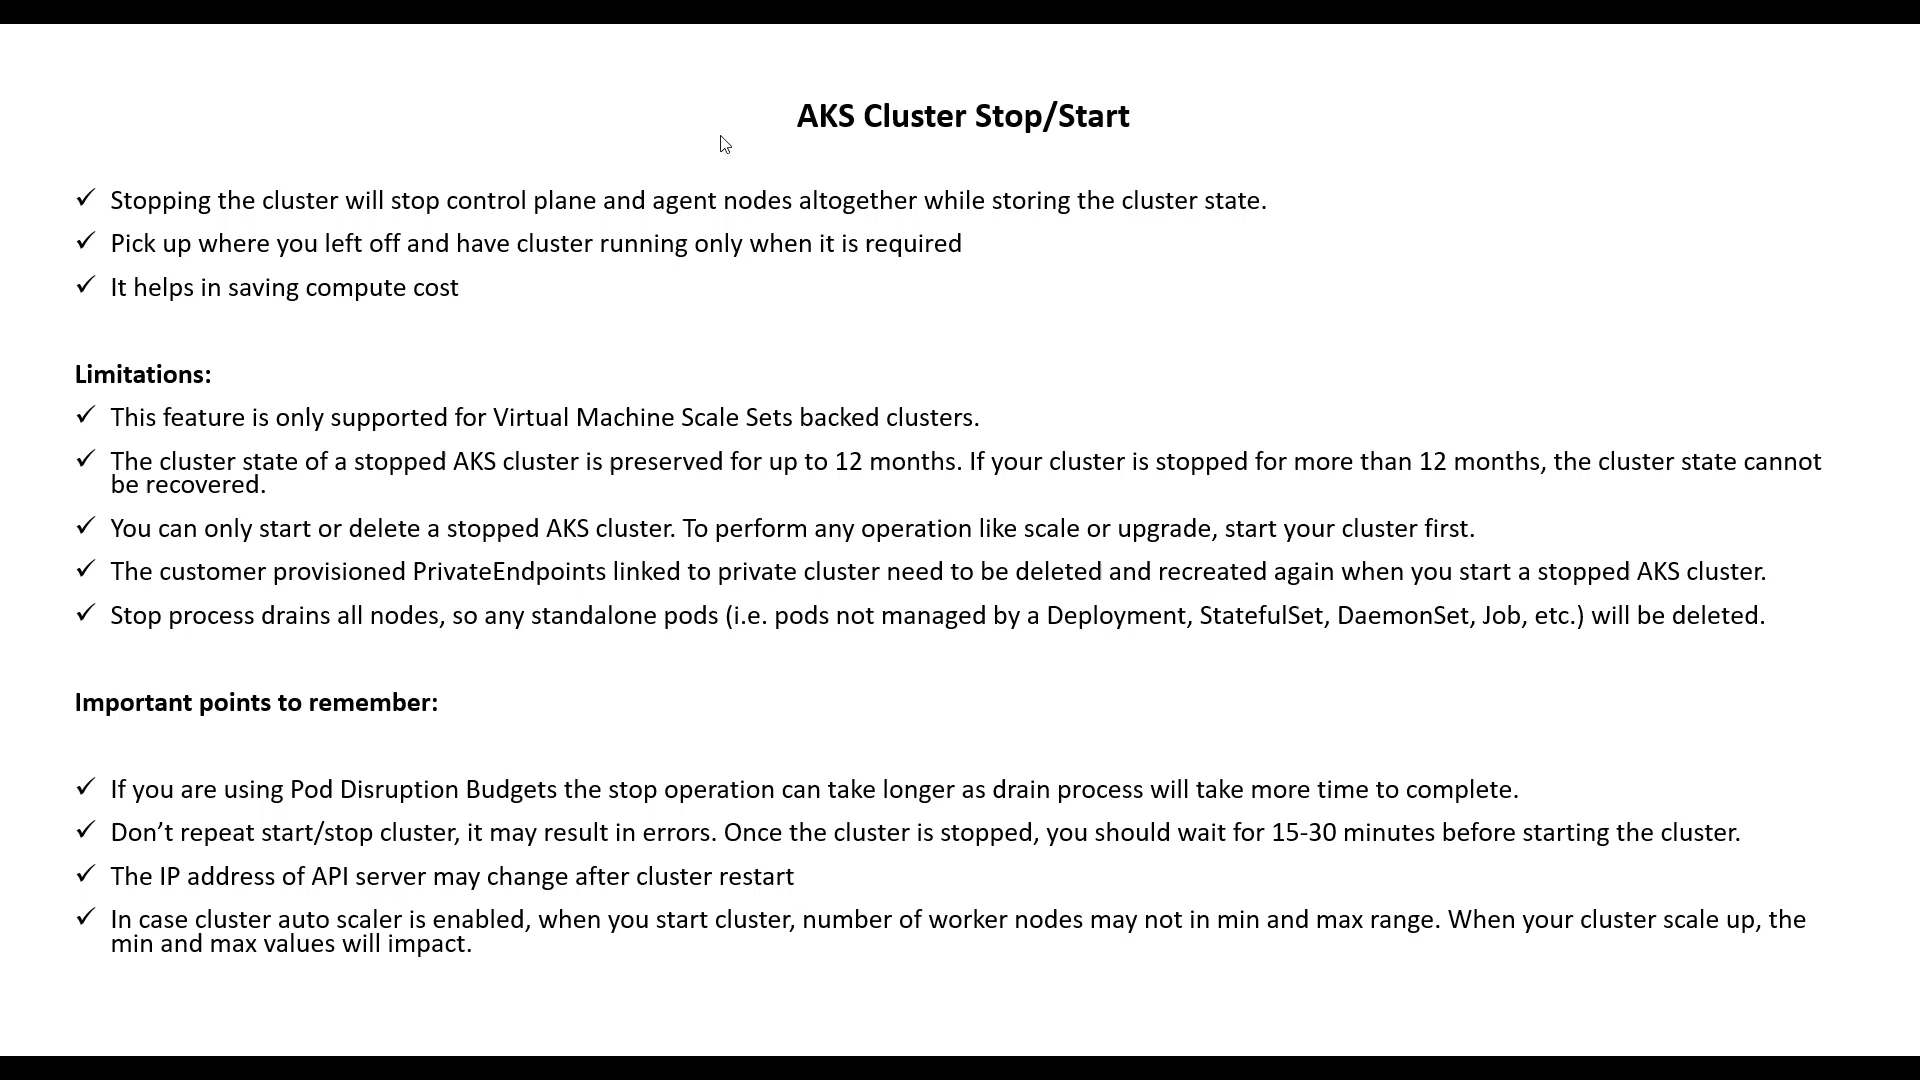 AKS Cluster Stop/Start
✓ Stopping the cluster will stop control plane and agent nodes altogether while storing the cluster state.
✓ Pick up where you left off and have cluster running only when it is required
✓ It helps in saving compute cost
Limitations:
✓ This feature is only supported for Virtual Machine Scale Sets backed clusters.
✓ The cluster state of a stopped AKS cluster is preserved for up to 12 months. If your cluster is stopped for more than 12 months, the cluster state cannot
be recovered.
✓ You can only start or delete a stopped AKS cluster. To perform any operation like scale or upgrade, start your cluster first.
✓ The customer provisioned PrivateEndpoints linked to private cluster need to be deleted and recreated again when you start a stopped AKS cluster.
✓ Stop process drains all nodes, so any standalone pods (i.e. pods not managed by a Deployment, StatefulSet, DaemonSet, Job, etc.) will be deleted.
Important points to remember:
✓ If you are using Pod Disruption Budgets the stop operation can take longer as drain process will take more time to complete.
✓ Don’t repeat start/stop cluster, it may result in errors. Once the cluster is stopped, you should wait for 15-30 minutes before starting the cluster.
✓ The IP address of API server may change after cluster restart
✓ In case cluster auto scaler is enabled, when you start cluster, number of worker nodes may not in min and max range. When your cluster scale up, the
min and max values will impact.